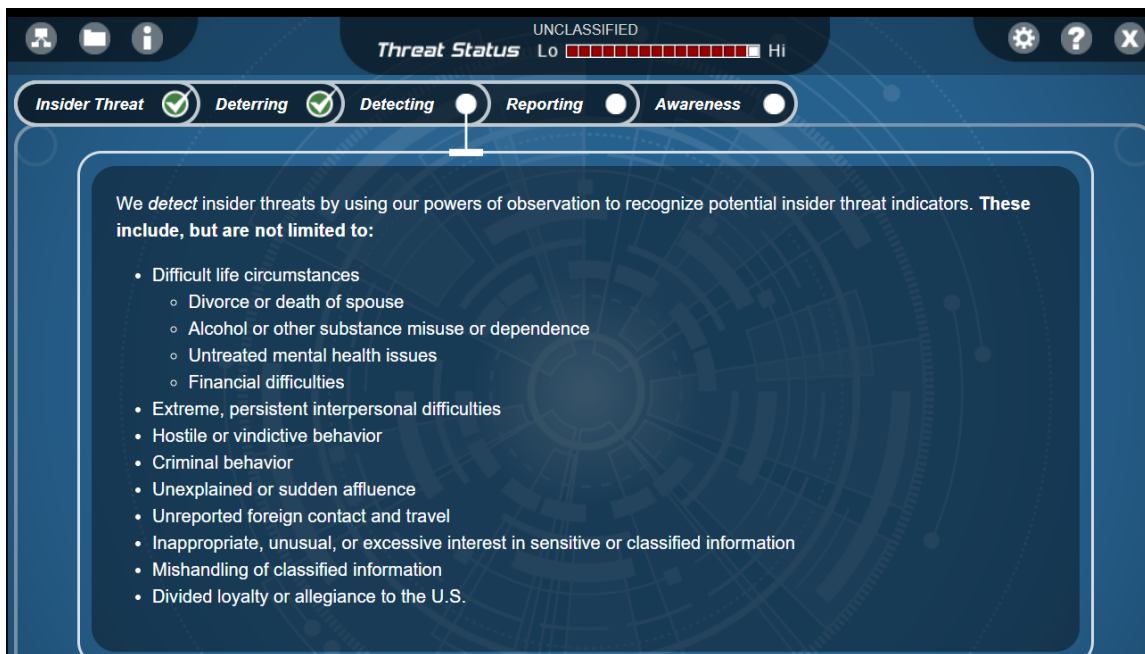 UNCLASSIFIED
Threat Status Lo Hi
Insider Threat Deterring Detecting Reporting Awareness
We detect insider threats by using our powers of observation to recognize potential insider threat indicators. These
include, but are not limited to:
• Difficult life circumstances
◦ Divorce or death of spouse
◦ Alcohol or other substance misuse or dependence
◦ Untreated mental health issues
◦ Financial difficulties
• Extreme, persistent interpersonal difficulties
• Hostile or vindictive behavior
• Criminal behavior
• Unexplained or sudden affluence
• Unreported foreign contact and travel
• Inappropriate, unusual, or excessive interest in sensitive or classified information
• Mishandling of classified information
• Divided loyalty or allegiance to the U.S.